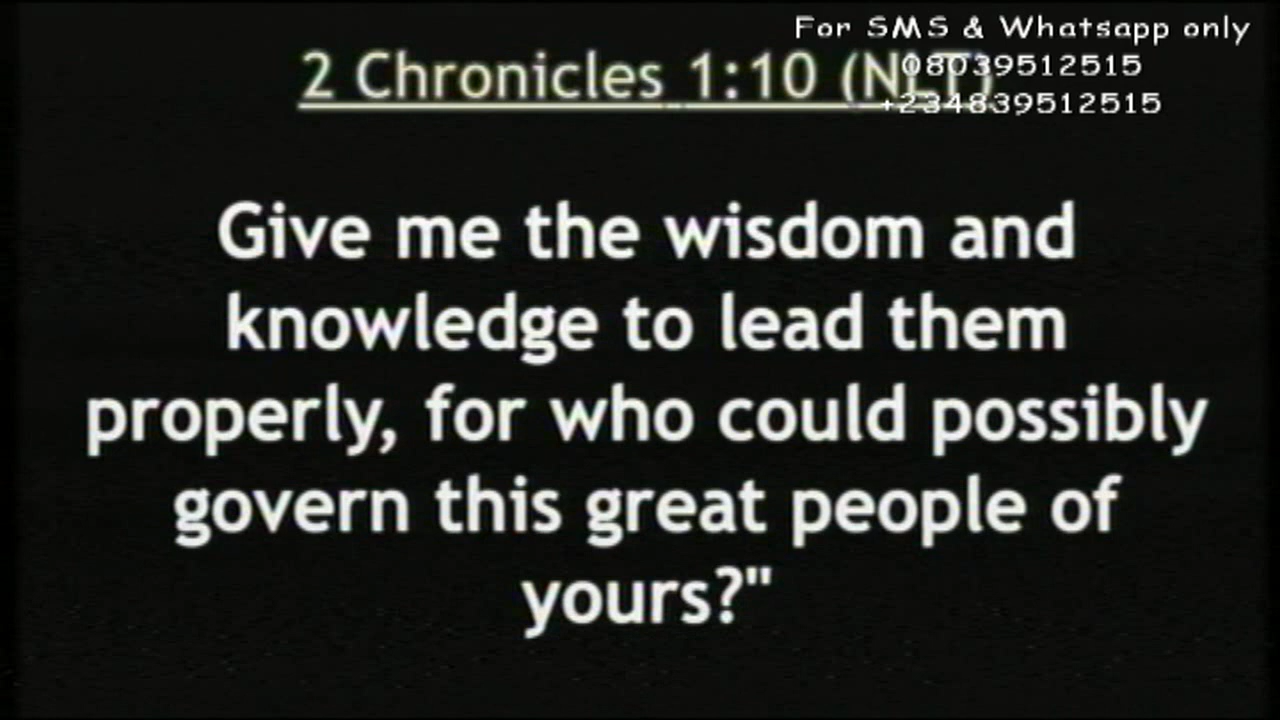 For SMS & Whatsapp only
2 Chronicles 1:10 (NLT)
08039512515
+234839512515
Give me the wisdom and
knowledge to lead them
properly, for who could possibly
govern this great people of
yours?"